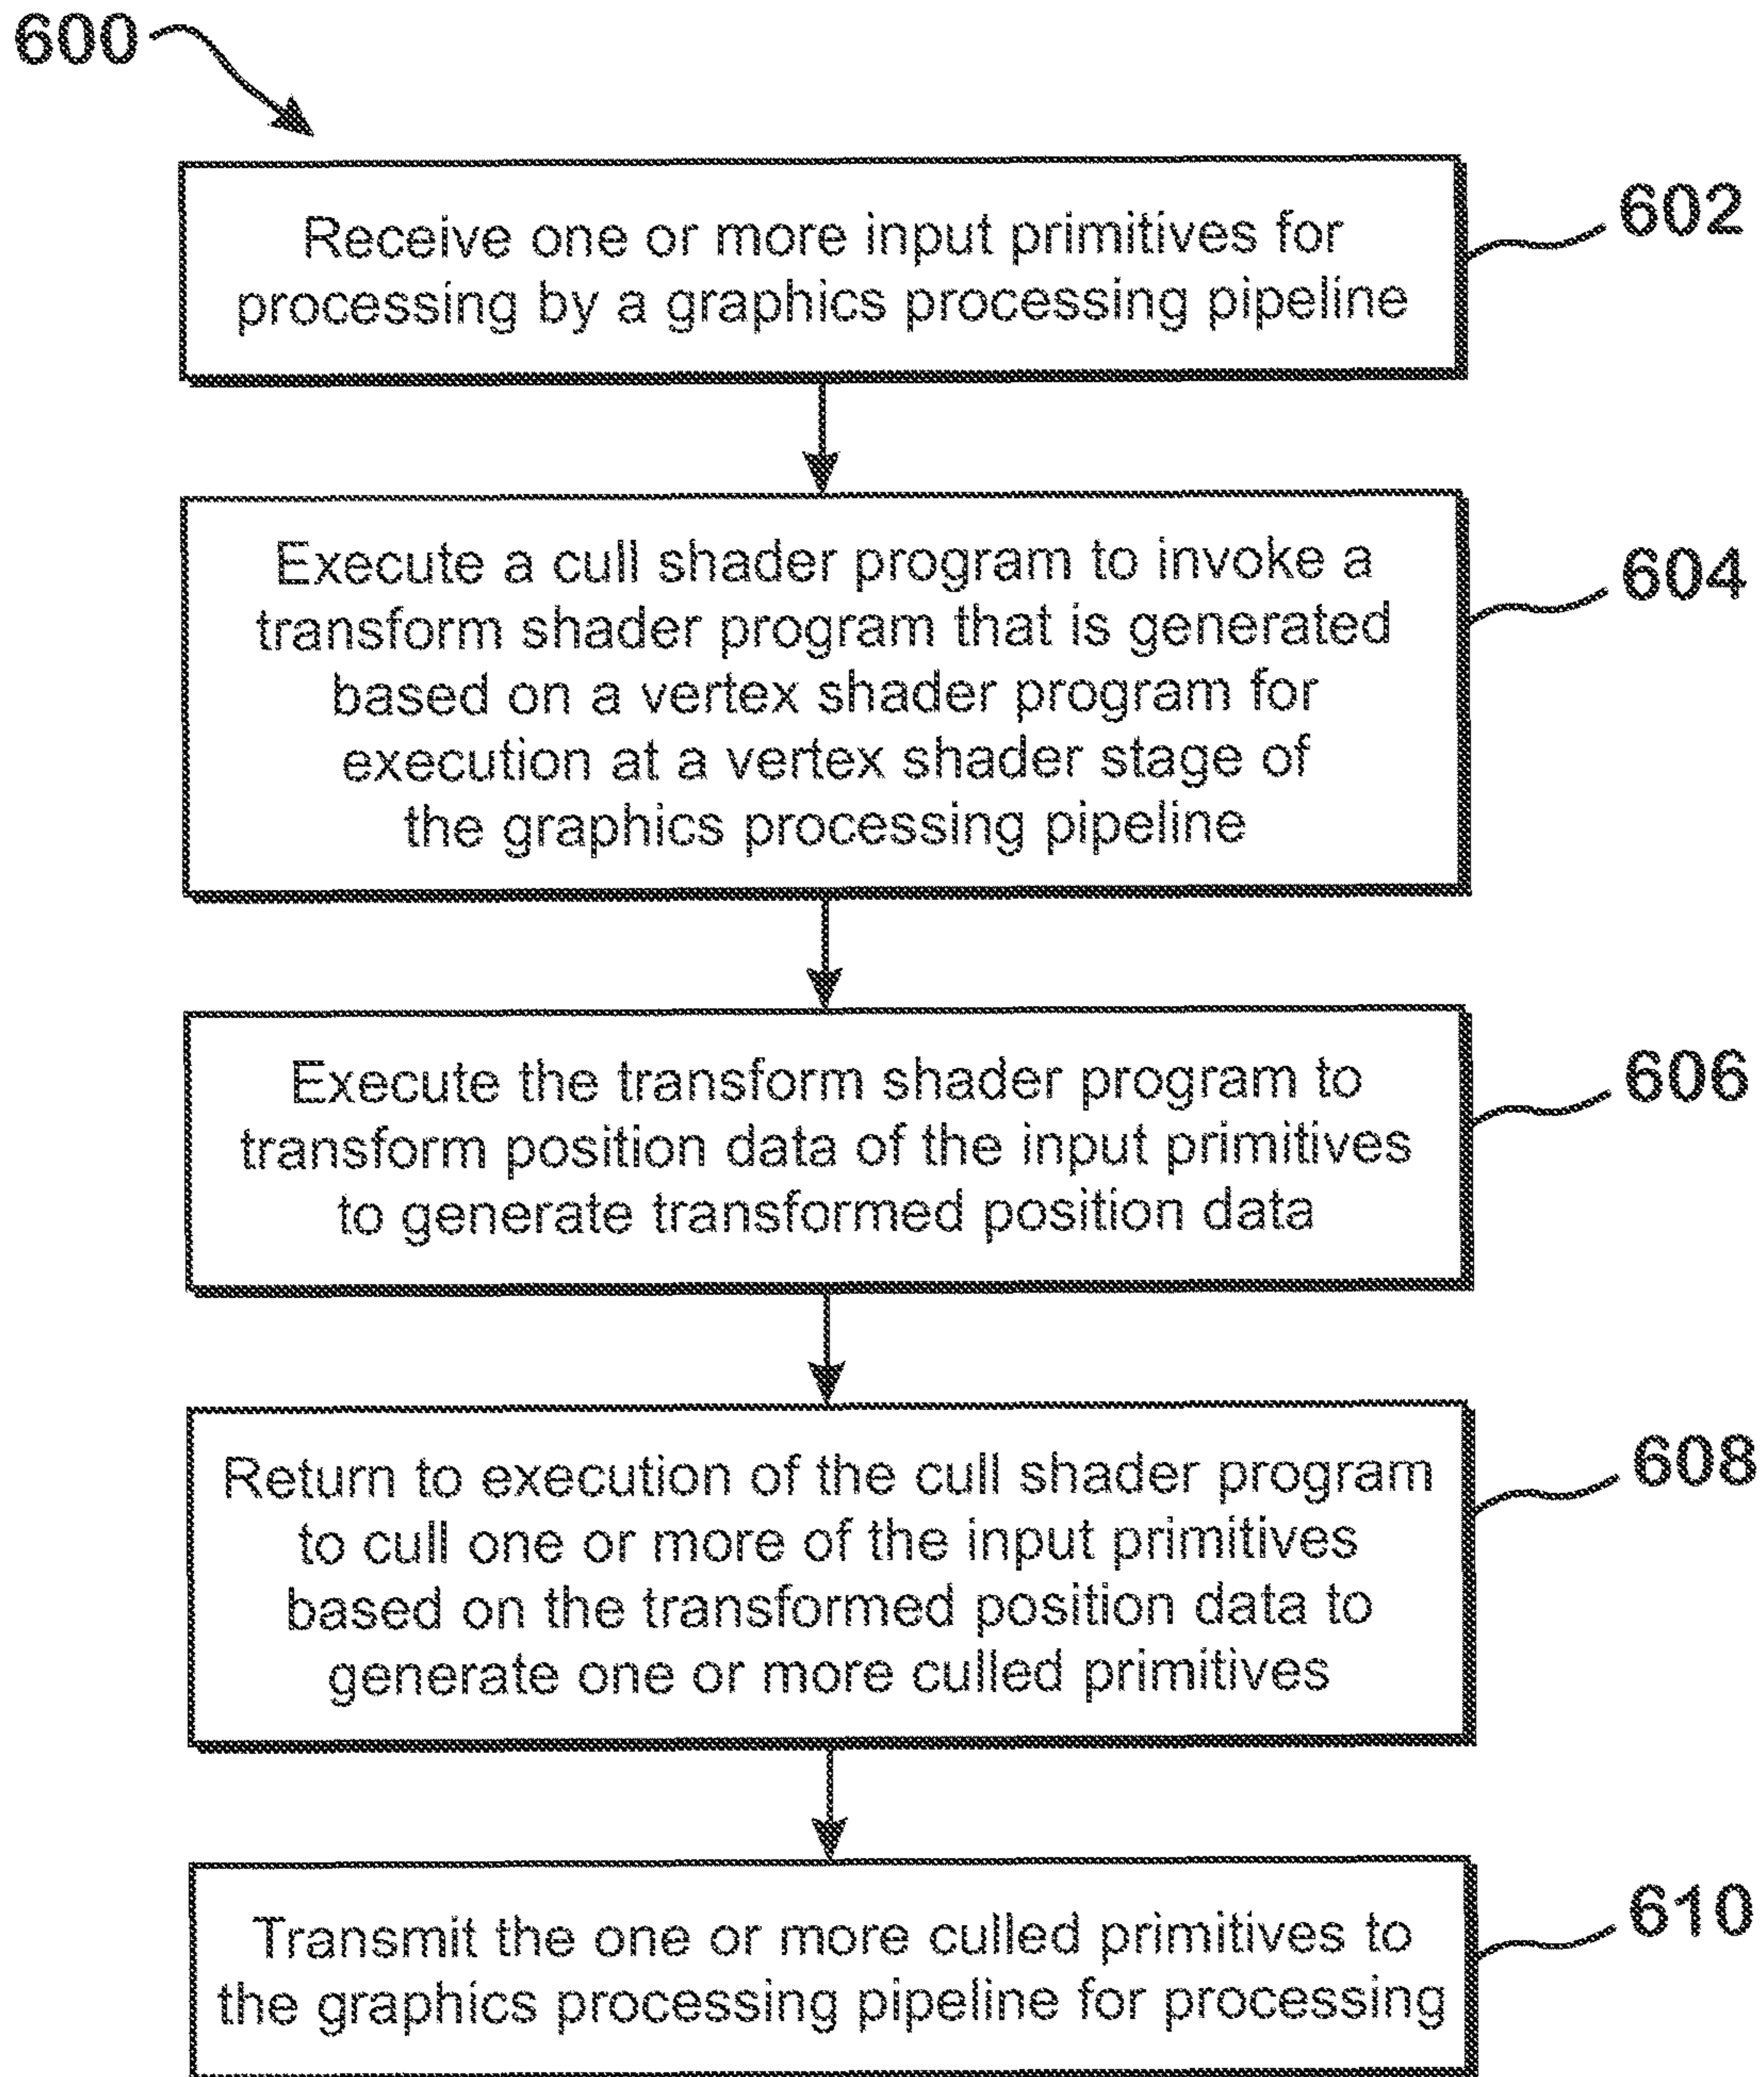 600
Receive one or more input primitives for
processing by a graphics processing pipeline
602
Execute a cull shader program to invoke a
transform shader program that is generated
based on a vertex shader program for
execution at a vertex shader stage of
the graphics processing pipeline
604
Execute the transform shader program to
transform position data of the input primitives
to generate transformed position data
606
Return to execution of the cull shader program
to cull one or more of the input primitives
based on the transformed position data to
generate one or more culled primitives
608
Transmit the one or more culled primitives to
the graphics processing pipeline for processing
610